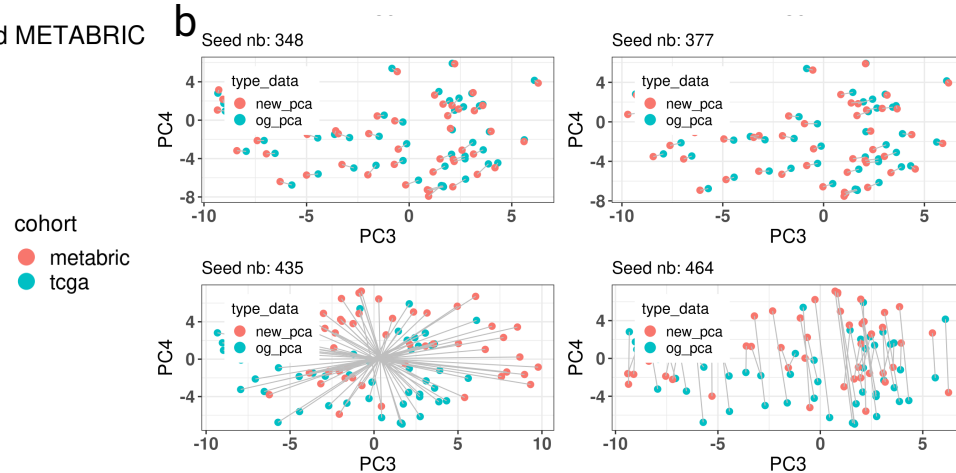 d METABRIC
cohort
metabric
tcga
b
Seed nb: 348
PC4
4
0
-4
-8
type_data
new_pca
og_pca
-10
-5
0
5
PC3
Seed nb: 377
PC4
4
0
-4
-8
type_data
new_pca
og_pca
-10
-5
0
5
PC3
Seed nb: 435
PC4
4
0
-4
type_data
new_pca
og_pca
-10
-5
0
5
10
PC3
Seed nb: 464
PC4
4
0
-4
type_data
new_pca
og_pca
-10
-5
0
5
PC3